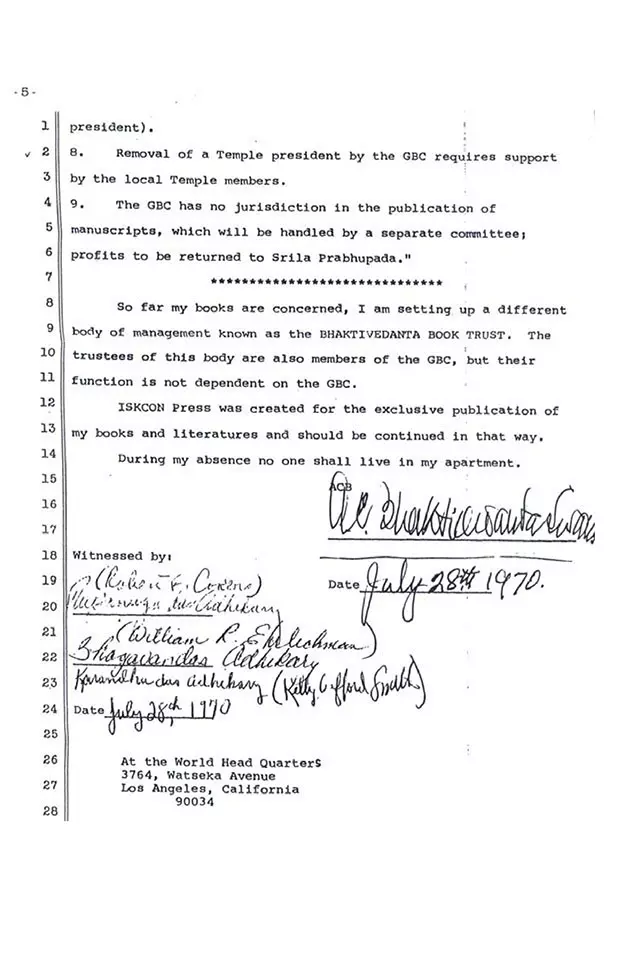 -5-
1 president).
✓ 2 8. Removal of a Temple president by the GBC requires support
3 by the local Temple members.
4 9. The GBC has no jurisdiction in the publication of
5 manuscripts, which will be handled by a separate committee;
6 profits to be returned to Srila Prabhupada."
7 ******************************
8 So far my books are concerned, I am setting up a different
9 body of management known as the BHAKTIVEDANTA BOOK TRUST. The
10 trustees of this body are also members of the GBC, but their
11 function is not dependent on the GBC.
12 ISKCON Press was created for the exclusive publication of
13 my books and literatures and should be continued in that way.
14 During my absence no one shall live in my apartment.
15 ACB
16 A.C. Bhaktivedanta Swami
17
18 Witnessed by:
19 (Robert
Date July 28th 1970.
20 das Adhikary
21 (William R. Ehrlichman)
22 Bhagavandas Adhikary
23 Karandhar das adhikary (Kelly Gifford Smith)
24 Date July 28th, 1970
25
26 At the World Head Quarters
3764, Watseka Avenue
27 Los Angeles, California
90034
28